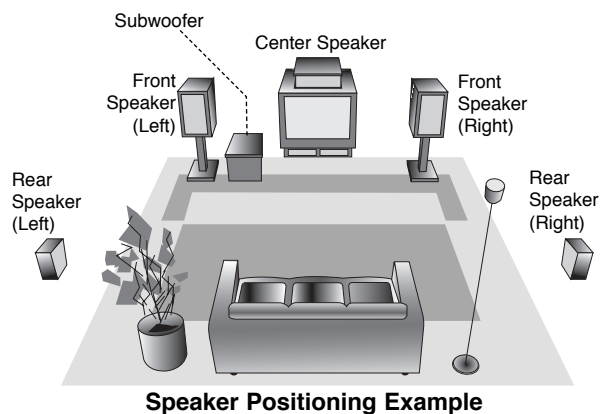 Subwoofer
Center Speaker
Front
Speaker
(Left)
Front
Speaker
(Right)
Rear
Speaker
(Left)
Rear
Speaker
(Right)
Speaker Positioning Example